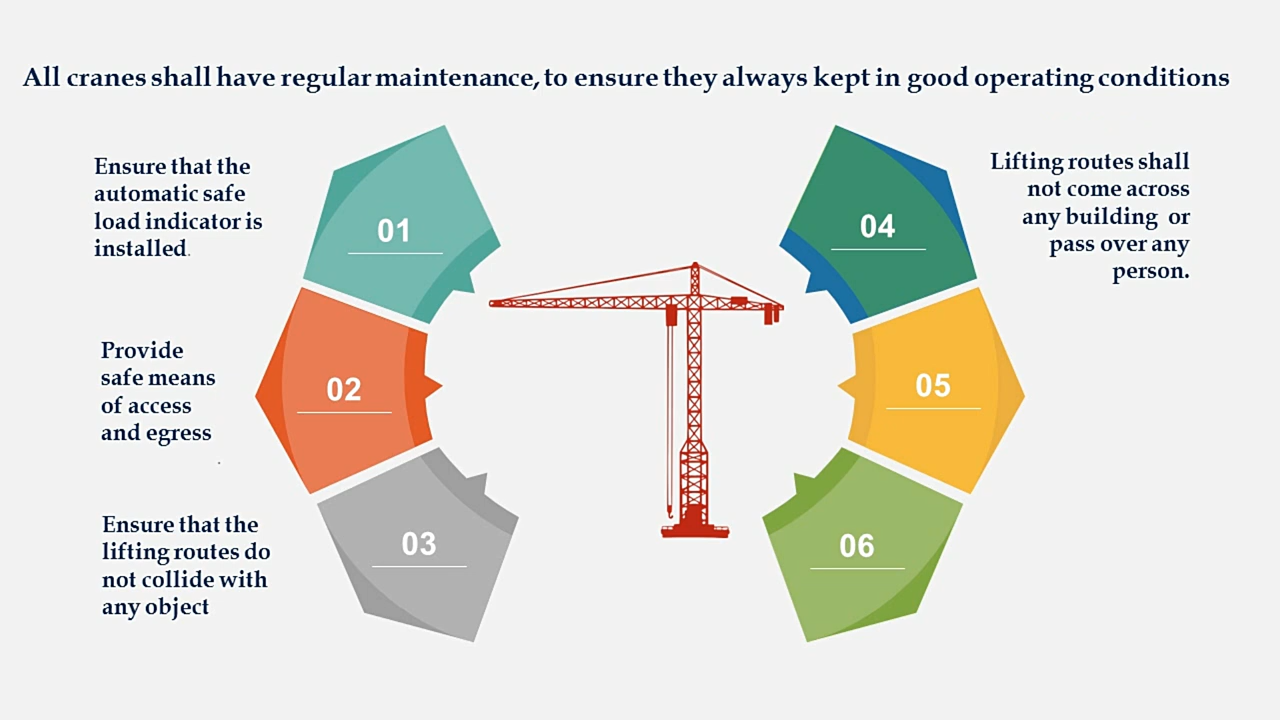 All cranes shall have regular maintenance, to ensure they always kept in good operating conditions
Ensure that the
automatic safe
load indicator is
installed.
01
Provide
safe means
of access
and egress
.
02
Ensure that the
lifting routes do
not collide with
any object
03
04
Lifting routes shall
not come across
any building or
pass over any
person.
05
06